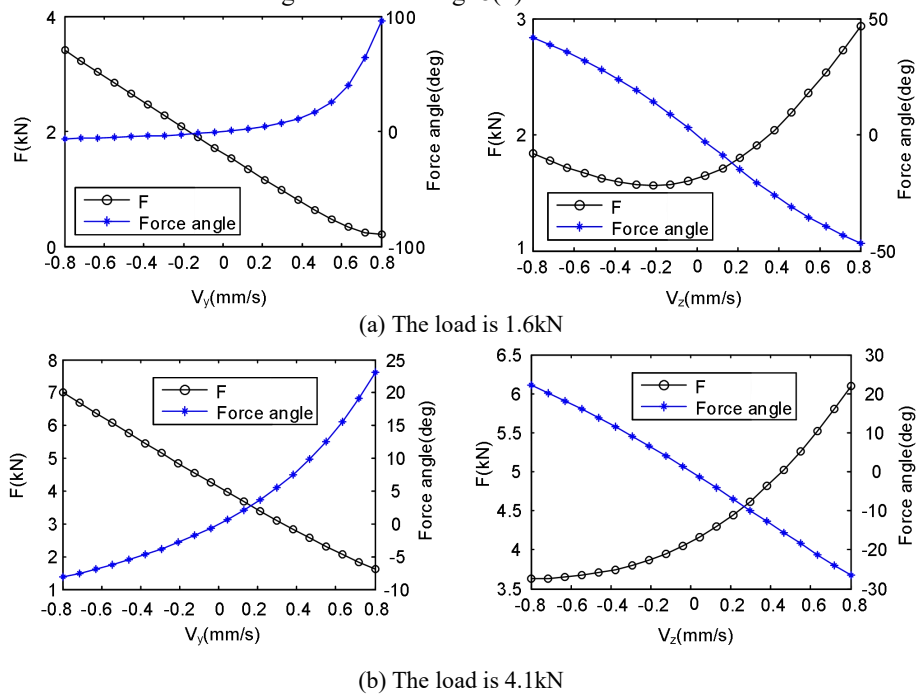 4
3
2
1
0
100
0
-100
F(kN)
Force angle(deg)
F
Force angle
-0.8 -0.6 -0.4 -0.2 0 0.2 0.4 0.6 0.8
Vy(mm/s)
3
2
1
50
0
-50
F(kN)
Force angle(deg)
F
Force angle
-0.8 -0.6 -0.4 -0.2 0 0.2 0.4 0.6 0.8
Vz(mm/s)
(a) The load is 1.6kN
8
7
6
5
4
3
2
1
25
20
15
10
5
0
-5
-10
F(kN)
Force angle(deg)
F
Force angle
-0.8 -0.6 -0.4 -0.2 0 0.2 0.4 0.6 0.8
Vy(mm/s)
6.5
6
5.5
5
4.5
4
3.5
30
20
10
0
-10
-20
-30
F(kN)
Force angle(deg)
F
Force angle
-0.8 -0.6 -0.4 -0.2 0 0.2 0.4 0.6 0.8
Vz(mm/s)
(b) The load is 4.1kN